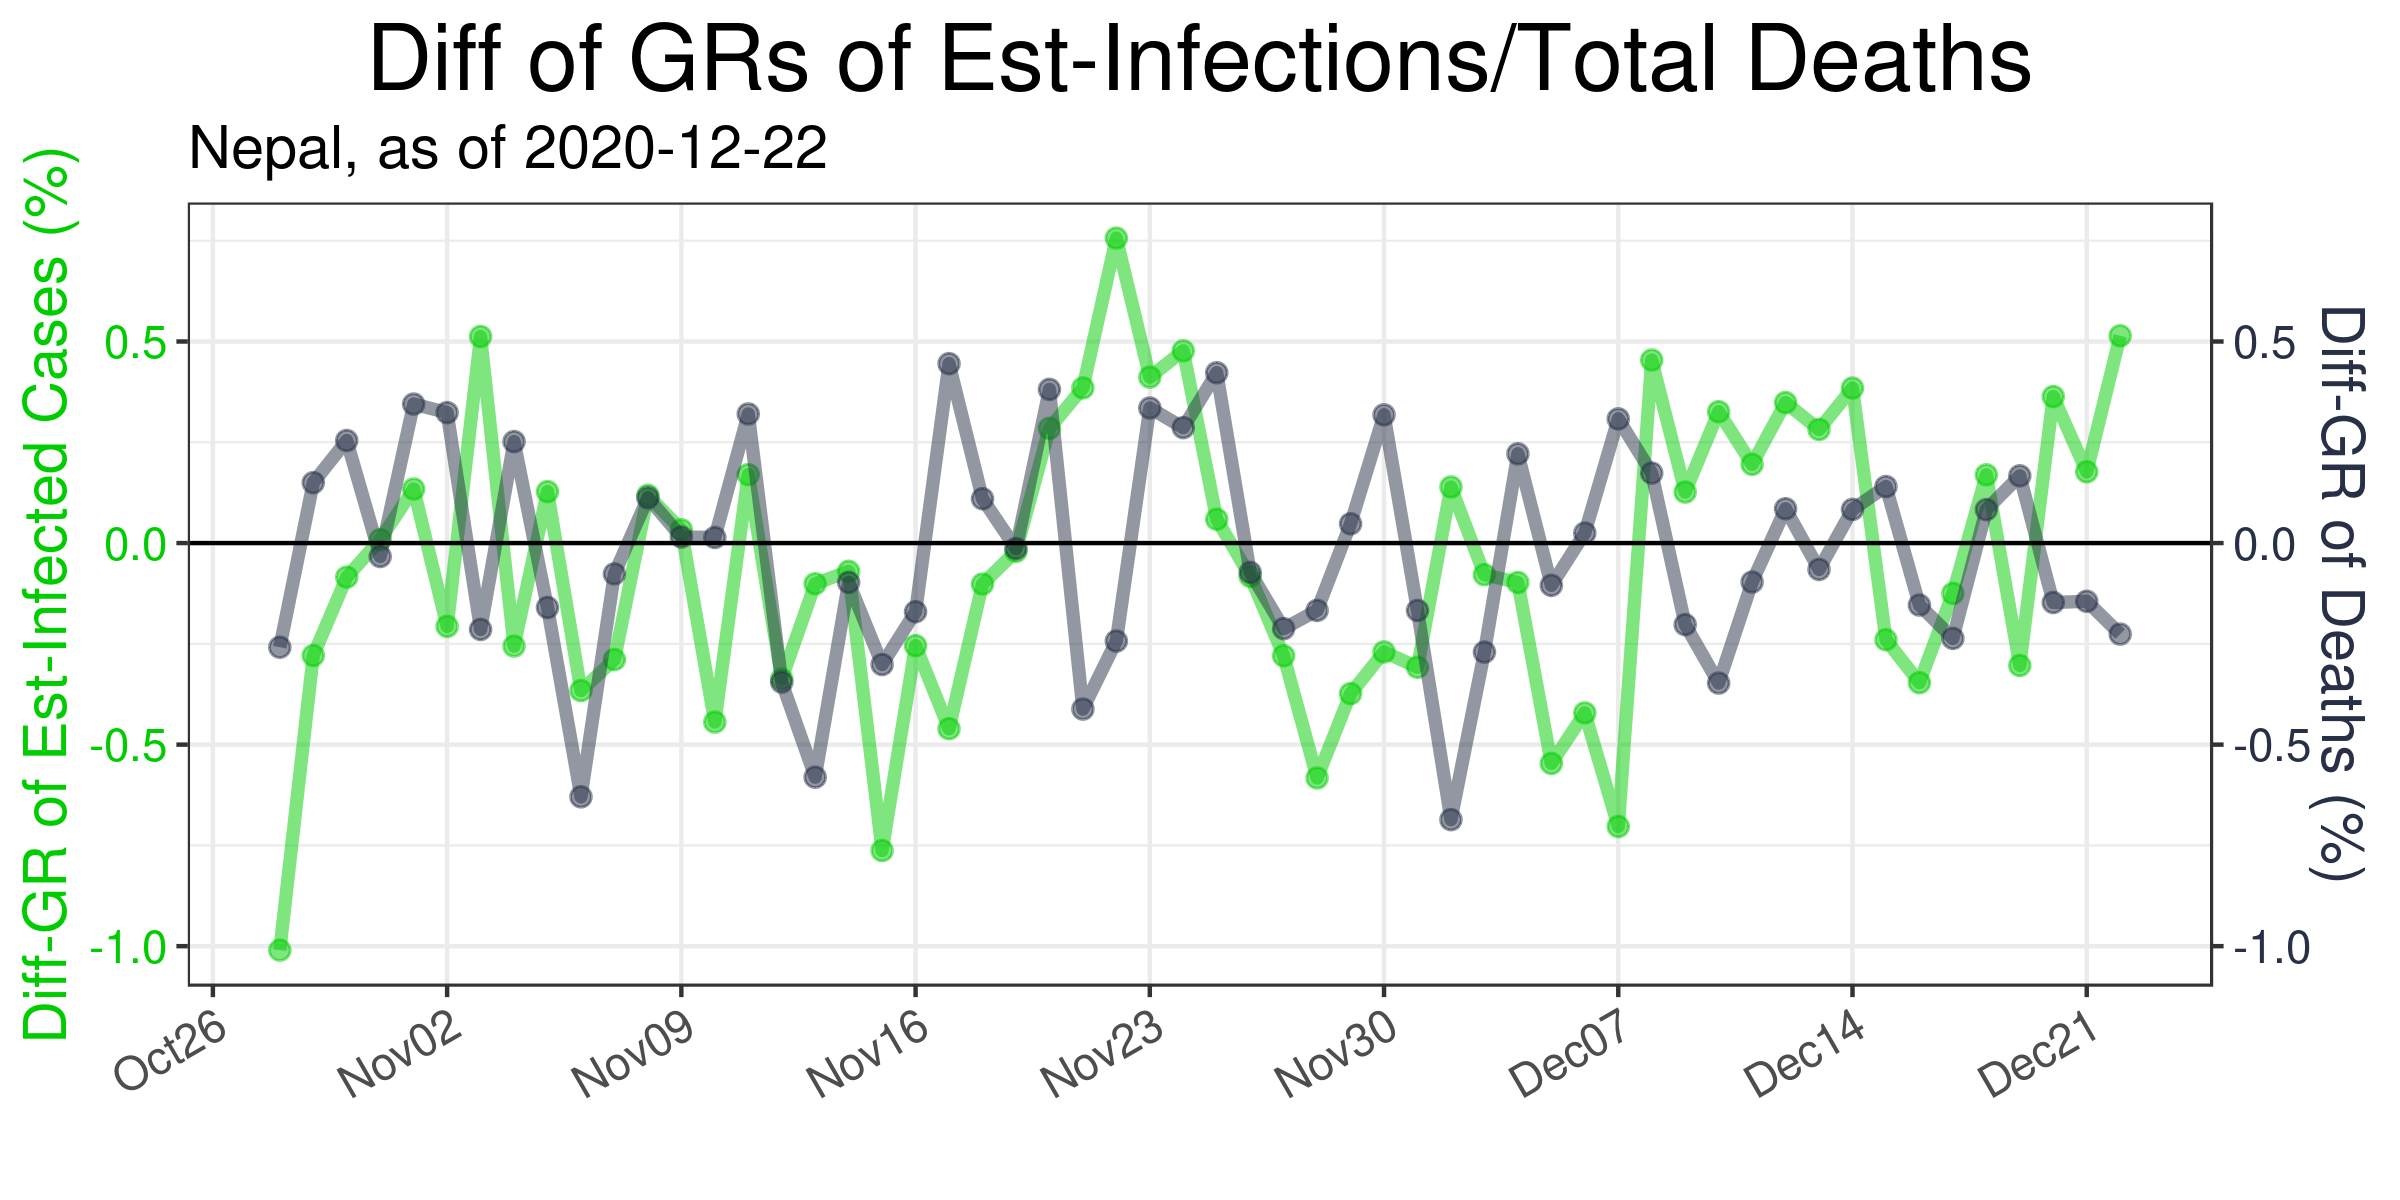 Diff of GRs of Est-Infections/Total Deaths
Nepal, as of 2020-12-22
Diff-GR of Est-Infected Cases (%)
0.5
0.0
-0.5
-1.0
0.5
0.0
-0.5
-1.0
Diff-GR of Deaths (%)
Oct26
Nov02
Nov09
Nov16
Nov23
Nov30
Dec07
Dec14
Dec21